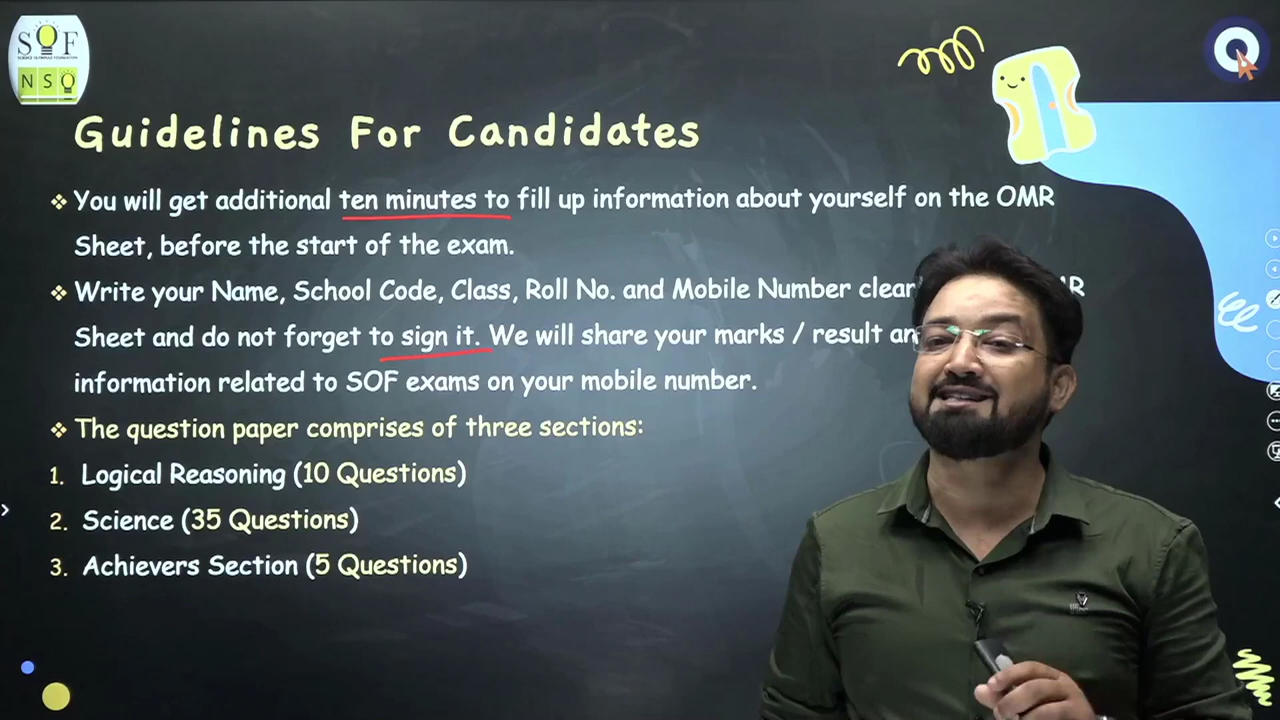 SOF
SCIENCE OLYMPIAD FOUNDATION
NSO
Guidelines For Candidates
❖ You will get additional ten minutes to fill up information about yourself on the OMR
Sheet, before the start of the exam.
❖ Write your Name, School Code, Class, Roll No. and Mobile Number clear MR
Sheet and do not forget to sign it. We will share your marks / result an
information related to SOF exams on your mobile number.
❖ The question paper comprises of three sections:
1. Logical Reasoning (10 Questions)
2. Science (35 Questions)
3. Achievers Section (5 Questions)